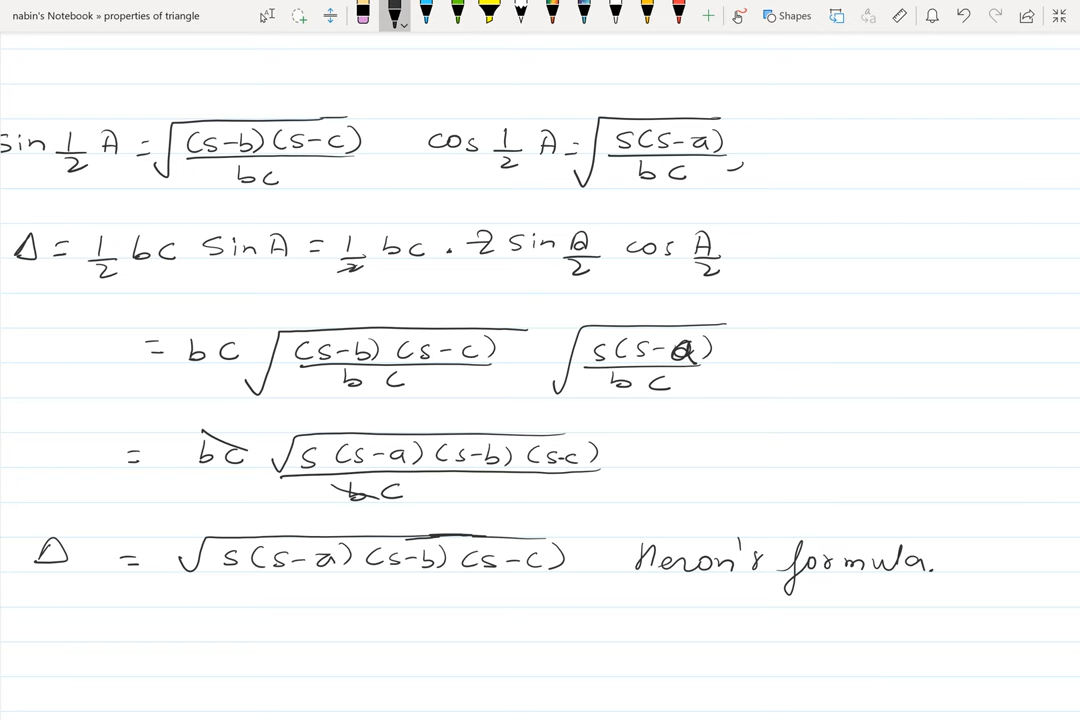 nabin's Notebook » properties of triangle Shapes
sin 1/2 A = √((s-b)(s-c)/bc) cos 1/2 A = √(s(s-a)/bc),
Δ = 1/2 bc sin A = 1/2 bc . 2 sin A/2 cos A/2
= bc √((s-b)(s-c)/bc) √(s(s-a)/bc)
= bc √(s(s-a)(s-b)(s-c))/bc
Δ = √(s(s-a)(s-b)(s-c)) Heron's formula.